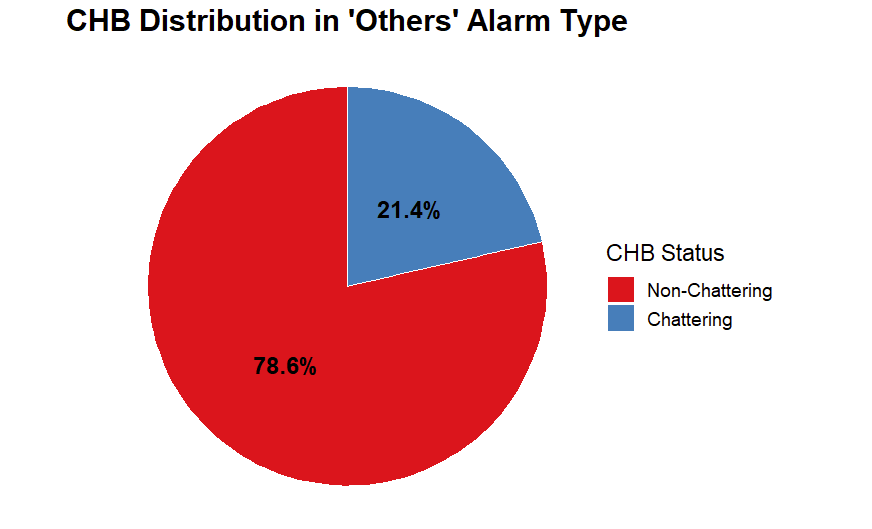 CHB Distribution in 'Others' Alarm Type
21.4%
78.6%
CHB Status
Non-Chattering
Chattering